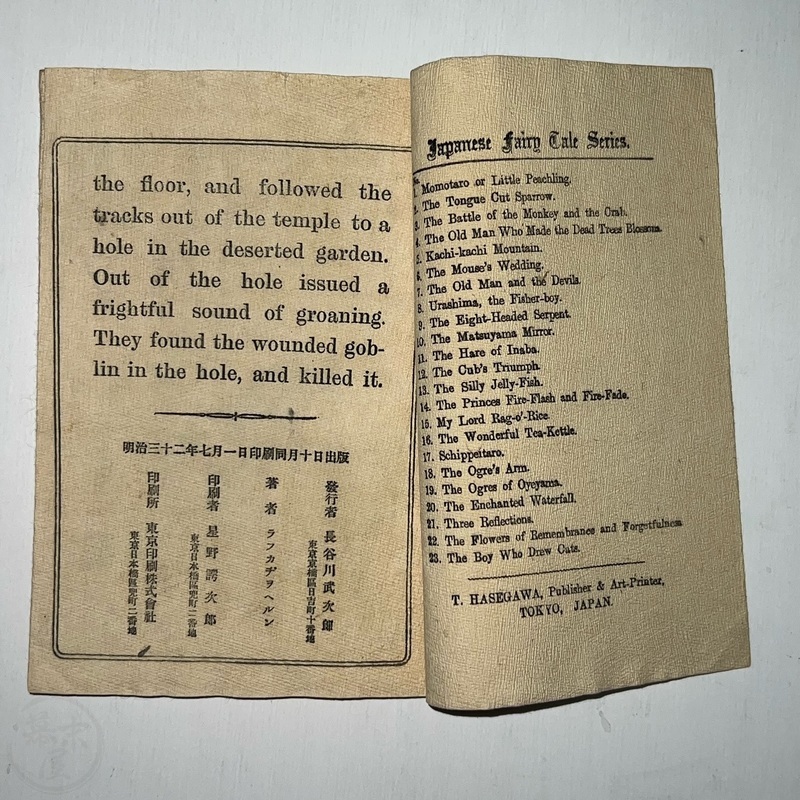 the floor, and followed the
tracks out of the temple to a
hole in the deserted garden.
Out of the hole issued a
frightful sound of groaning.
They found the wounded gob-
lin in the hole, and killed it.
明治三十二年七月一日印刷同月十日出版
發行者 長谷川武次郎
東京京橋區日吉町十番地
著者 ラフカヂヲヘルン
印刷者 星野錺次郎
東京日本橋區兜町二番地
印刷所 東京印刷株式會社
東京日本橋區兜町二番地
Japanese Fairy Tale Series.
No.
1. Momotaro or Little Peachling.
2. The Tongue Cut Sparrow.
3. The Battle of the Monkey and the Crab.
4. The Old Man Who Made the Dead Trees Blossom.
5. Kachi-kachi Mountain.
6. The Mouse's Wedding.
7. The Old Man and the Devils.
8. Urashima, the Fisher-boy.
9. The Eight-Headed Serpent.
10. The Matsuyama Mirror.
11. The Hare of Inaba.
12. The Cub's Triumph.
13. The Silly Jelly-Fish.
14. The Princes Fire-Flash and Fire-Fade.
15. My Lord Bag-o'-Rice.
16. The Wonderful Tea-Kettle.
17. Schippeitaro.
18. The Ogre's Arm.
19. The Ogres of Oyeyama.
20. The Enchanted Waterfall.
21. Three Reflections.
22. The Flowers of Remembrance and Forgetfulness.
23. The Boy Who Drew Cats.
T. HASEGAWA, Publisher & Art-Printer,
TOKYO, JAPAN.